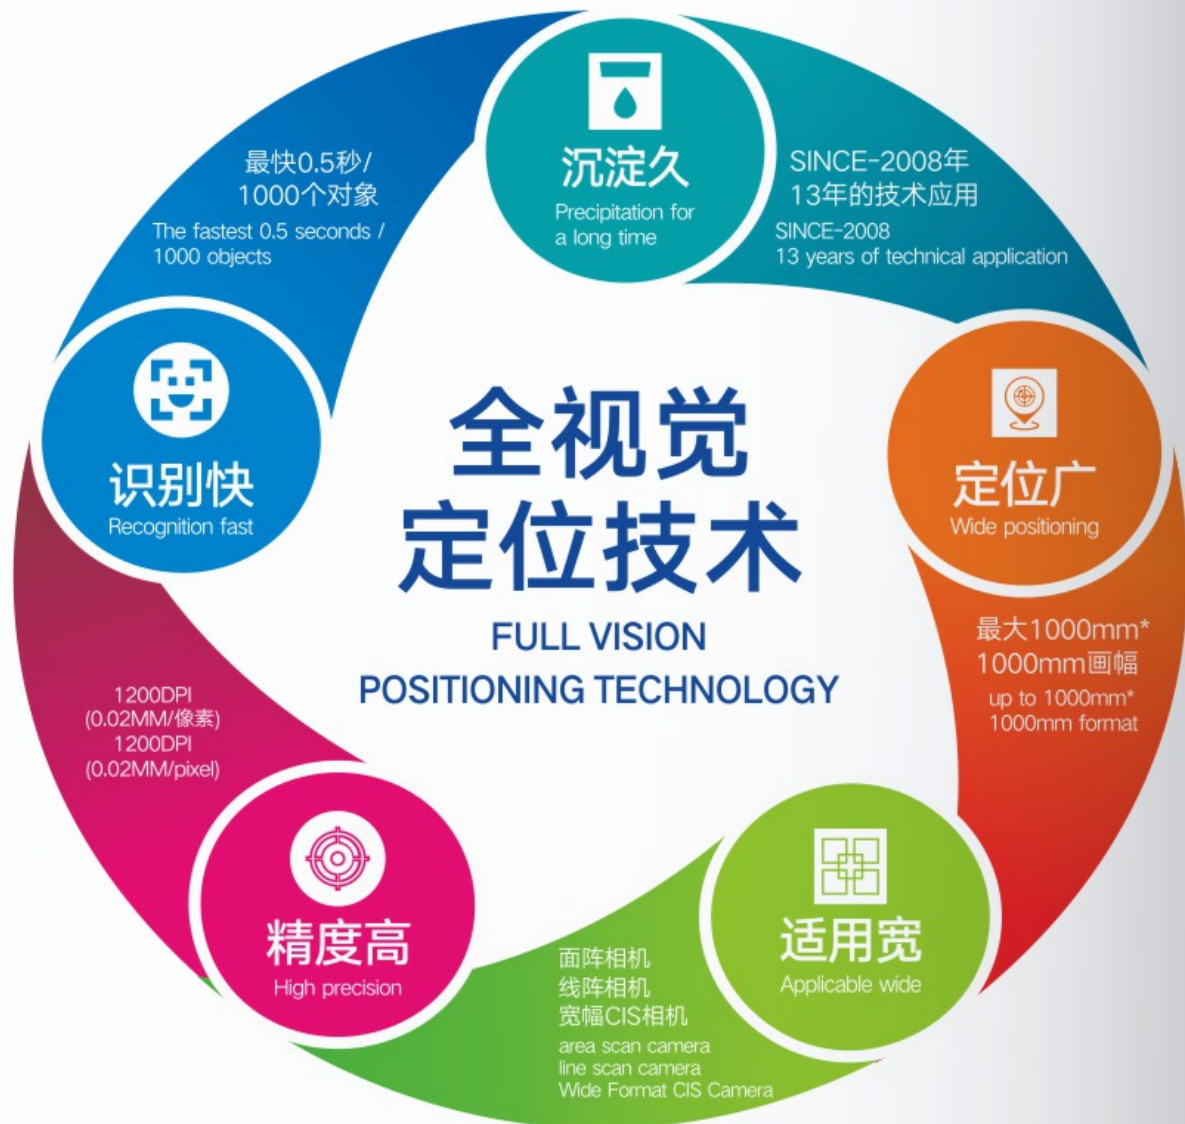 全视觉
定位技术
FULL VISION
POSITIONING TECHNOLOGY
沉淀久
Precipitation for
a long time
SINCE-2008年
13年的技术应用
SINCE-2008
13 years of technical application
定位广
Wide positioning
最大1000mm*
1000mm画幅
up to 1000mm*
1000mm format
适用宽
Applicable wide
面阵相机
线阵相机
宽幅CIS相机
area scan camera
line scan camera
Wide Format CIS Camera
精度高
High precision
1200DPI
(0.02MM/像素)
1200DPI
(0.02MM/pixel)
识别快
Recognition fast
最快0.5秒/
1000个对象
The fastest 0.5 seconds /
1000 objects